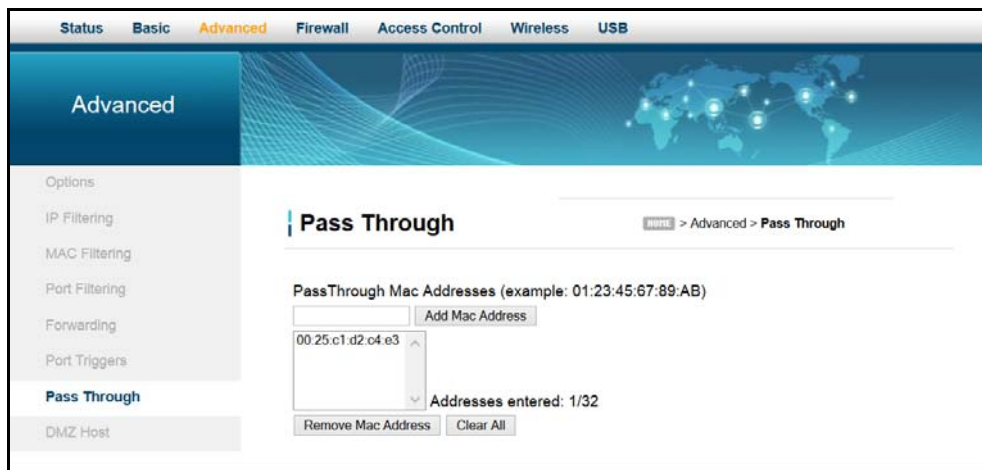 Status Basic Advanced Firewall Access Control Wireless USB
Advanced
Options
IP Filtering
MAC Filtering
Port Filtering
Forwarding
Port Triggers
Pass Through
DMZ Host
Pass Through
HOME > Advanced > Pass Through
PassThrough Mac Addresses (example: 01:23:45:67:89:AB)
Add Mac Address
00:25:c1:d2:c4:e3
Addresses entered: 1/32
Remove Mac Address Clear All